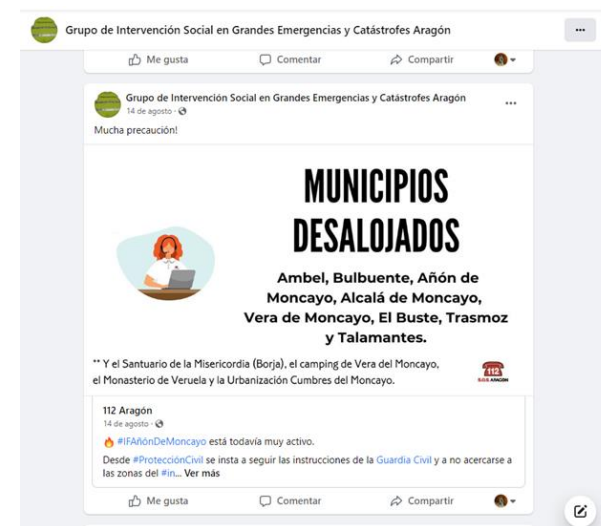 Grupo de Intervención Social en Grandes Emergencias y Catástrofes Aragón
Me gusta Comentar Compartir
Grupo de Intervención Social en Grandes Emergencias y Catástrofes Aragón
14 de agosto ·
Mucha precaución!
MUNICIPIOS
DESALOJADOS
Ambel, Bulbuente, Añón de
Moncayo, Alcalá de Moncayo,
Vera de Moncayo, El Buste, Trasmoz
y Talamantes.
** Y el Santuario de la Misericordia (Borja), el camping de Vera del Moncayo,
el Monasterio de Veruela y la Urbanización Cumbres del Moncayo.
112
ARAGÓN
112 Aragón
14 de agosto ·
#IFAñónDeMoncayo está todavía muy activo.
Desde #ProtecciónCivil se insta a seguir las instrucciones de la Guardia Civil y a no acercarse a
las zonas del #in... Ver más
Me gusta Comentar Compartir